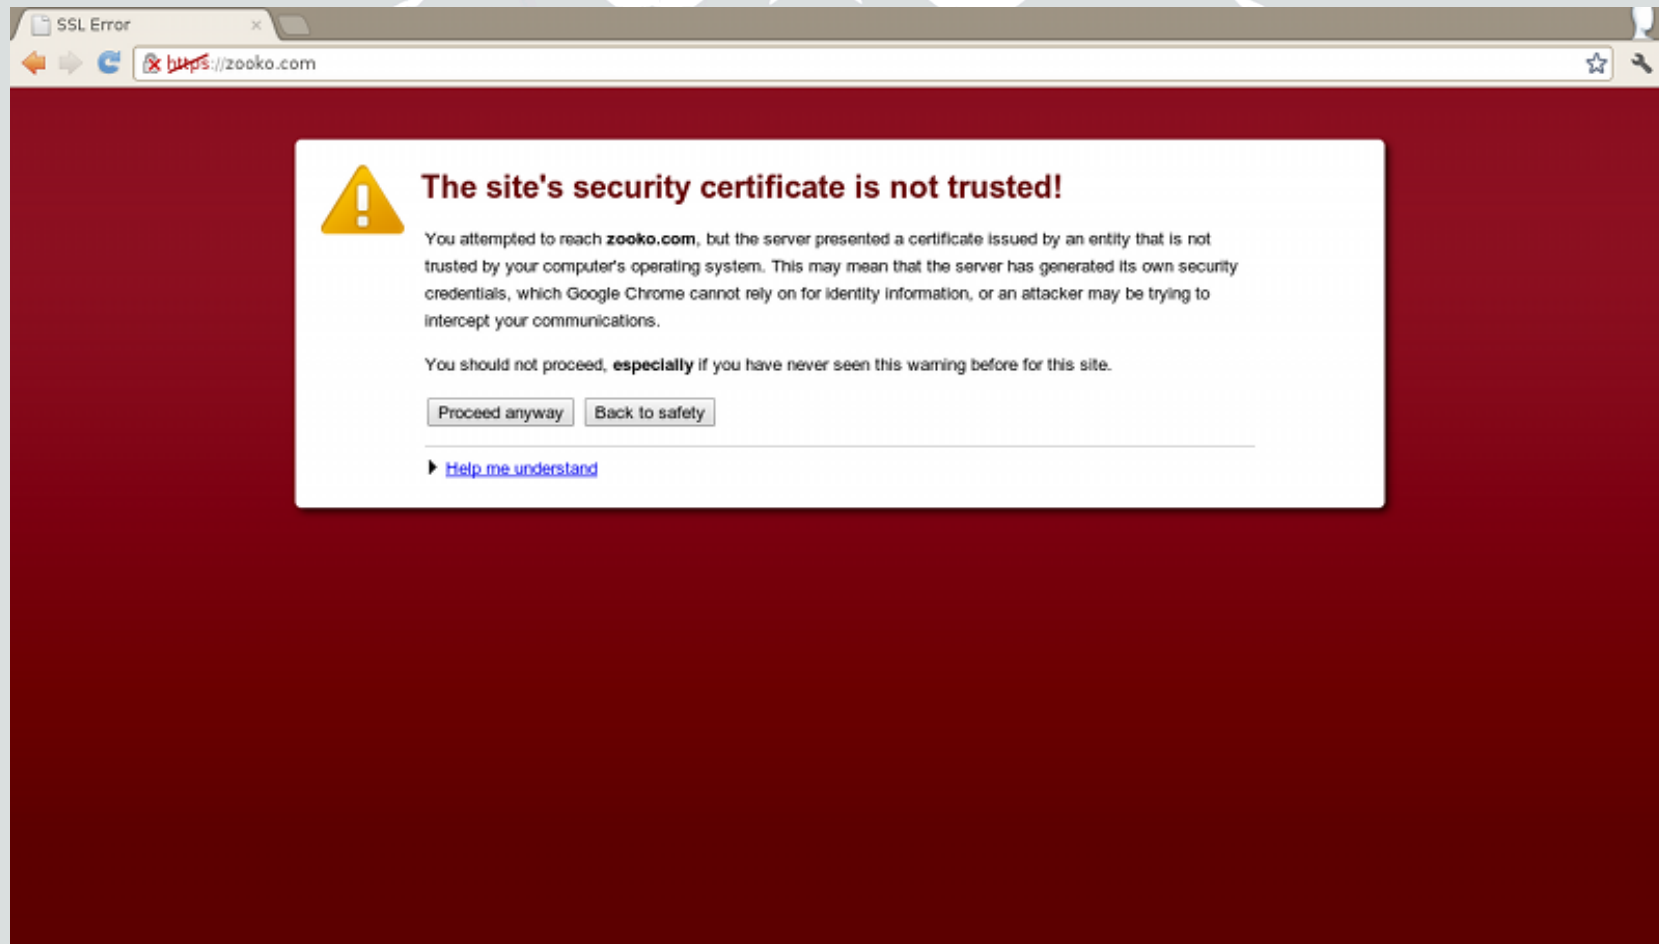 SSL Error
https://zooko.com
The site's security certificate is not trusted!
You attempted to reach zooko.com, but the server presented a certificate issued by an entity that is not
trusted by your computer's operating system. This may mean that the server has generated its own security
credentials, which Google Chrome cannot rely on for identity information, or an attacker may be trying to
intercept your communications.
You should not proceed, especially if you have never seen this warning before for this site.
Proceed anyway Back to safety
Help me understand